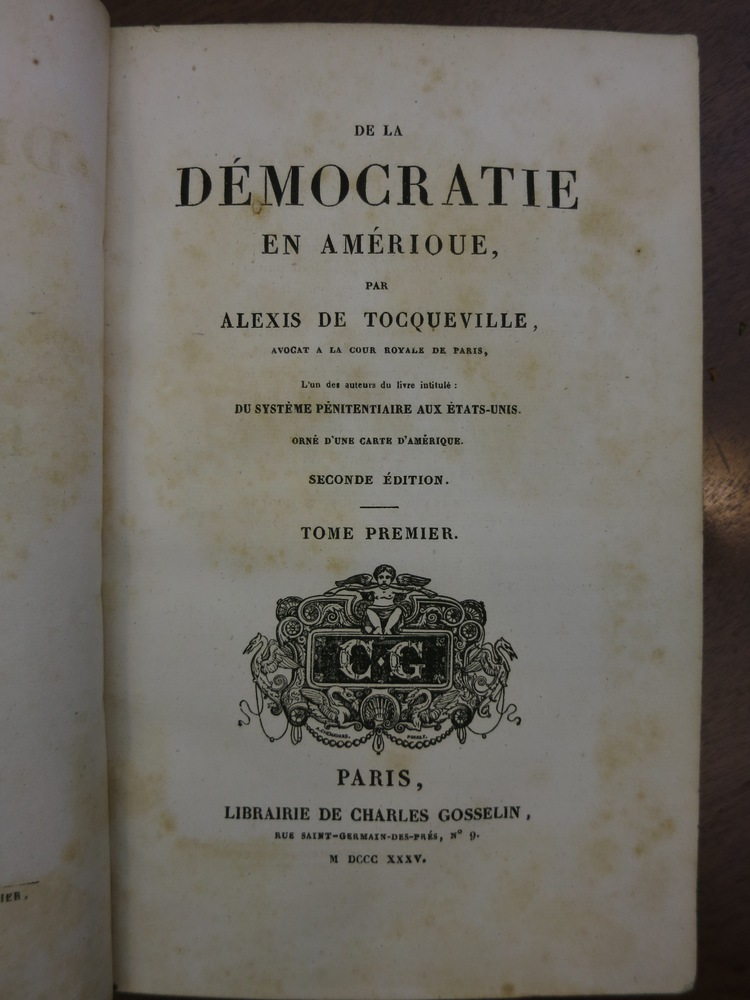 DE LA
DÉMOCRATIE
EN AMÉRIQUE,
PAR
ALEXIS DE TOCQUEVILLE,
AVOCAT A LA COUR ROYALE DE PARIS,
L'un des auteurs du livre intitulé :
DU SYSTÈME PÉNITENTIAIRE AUX ÉTATS-UNIS.
ORNÉ D'UNE CARTE D'AMÉRIQUE.
SECONDE ÉDITION.
TOME PREMIER.
C·G
PARIS,
LIBRAIRIE DE CHARLES GOSSELIN,
RUE SAINT-GERMAIN-DES-PRÉS, N° 9.
M DCCC XXXV.
IER.